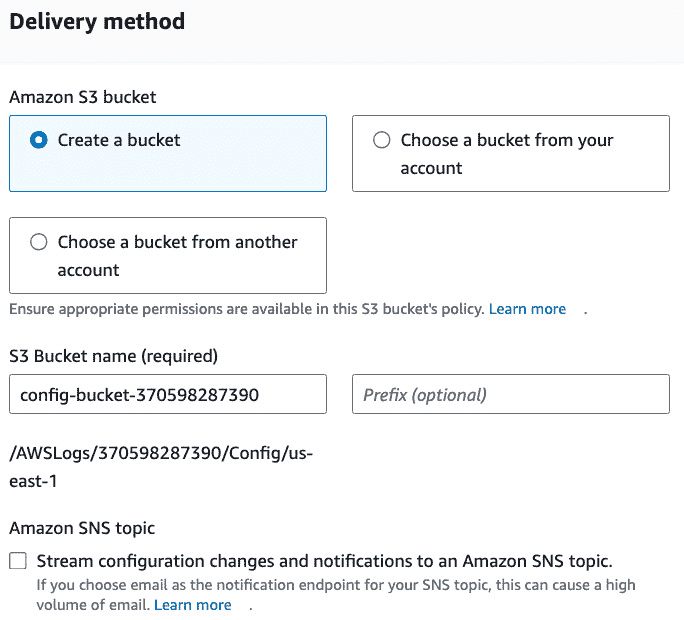 Delivery method
Amazon S3 bucket
Create a bucket
Choose a bucket from your
account
Choose a bucket from another
account
Ensure appropriate permissions are available in this S3 bucket's policy. Learn more .
S3 Bucket name (required)
config-bucket-370598287390
Prefix (optional)
/AWSLogs/370598287390/Config/us-
east-1
Amazon SNS topic
Stream configuration changes and notifications to an Amazon SNS topic.
If you choose email as the notification endpoint for your SNS topic, this can cause a high
volume of email. Learn more .